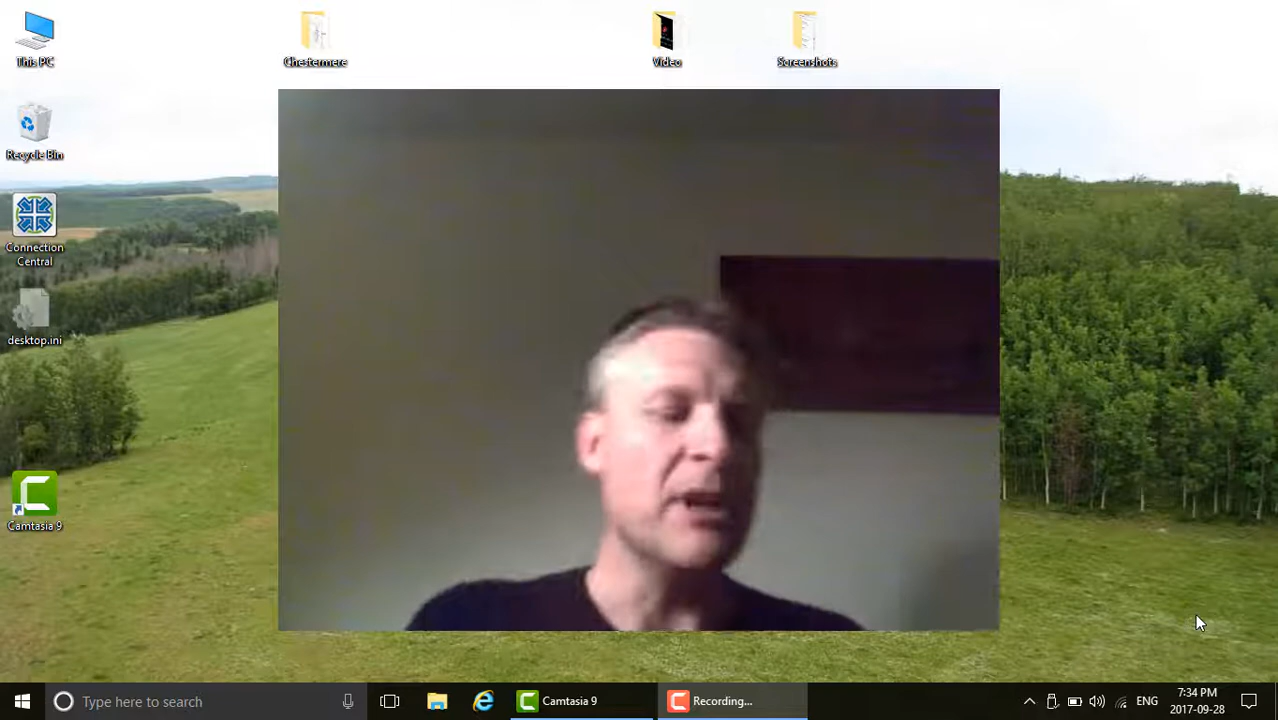 This PC
Chestermere
Video
Screenshots
Recycle Bin
Connection
Central
desktop.ini
Camtasia 9
Type here to search
Camtasia 9
Recording...
ENG
7:34 PM
2017-09-28